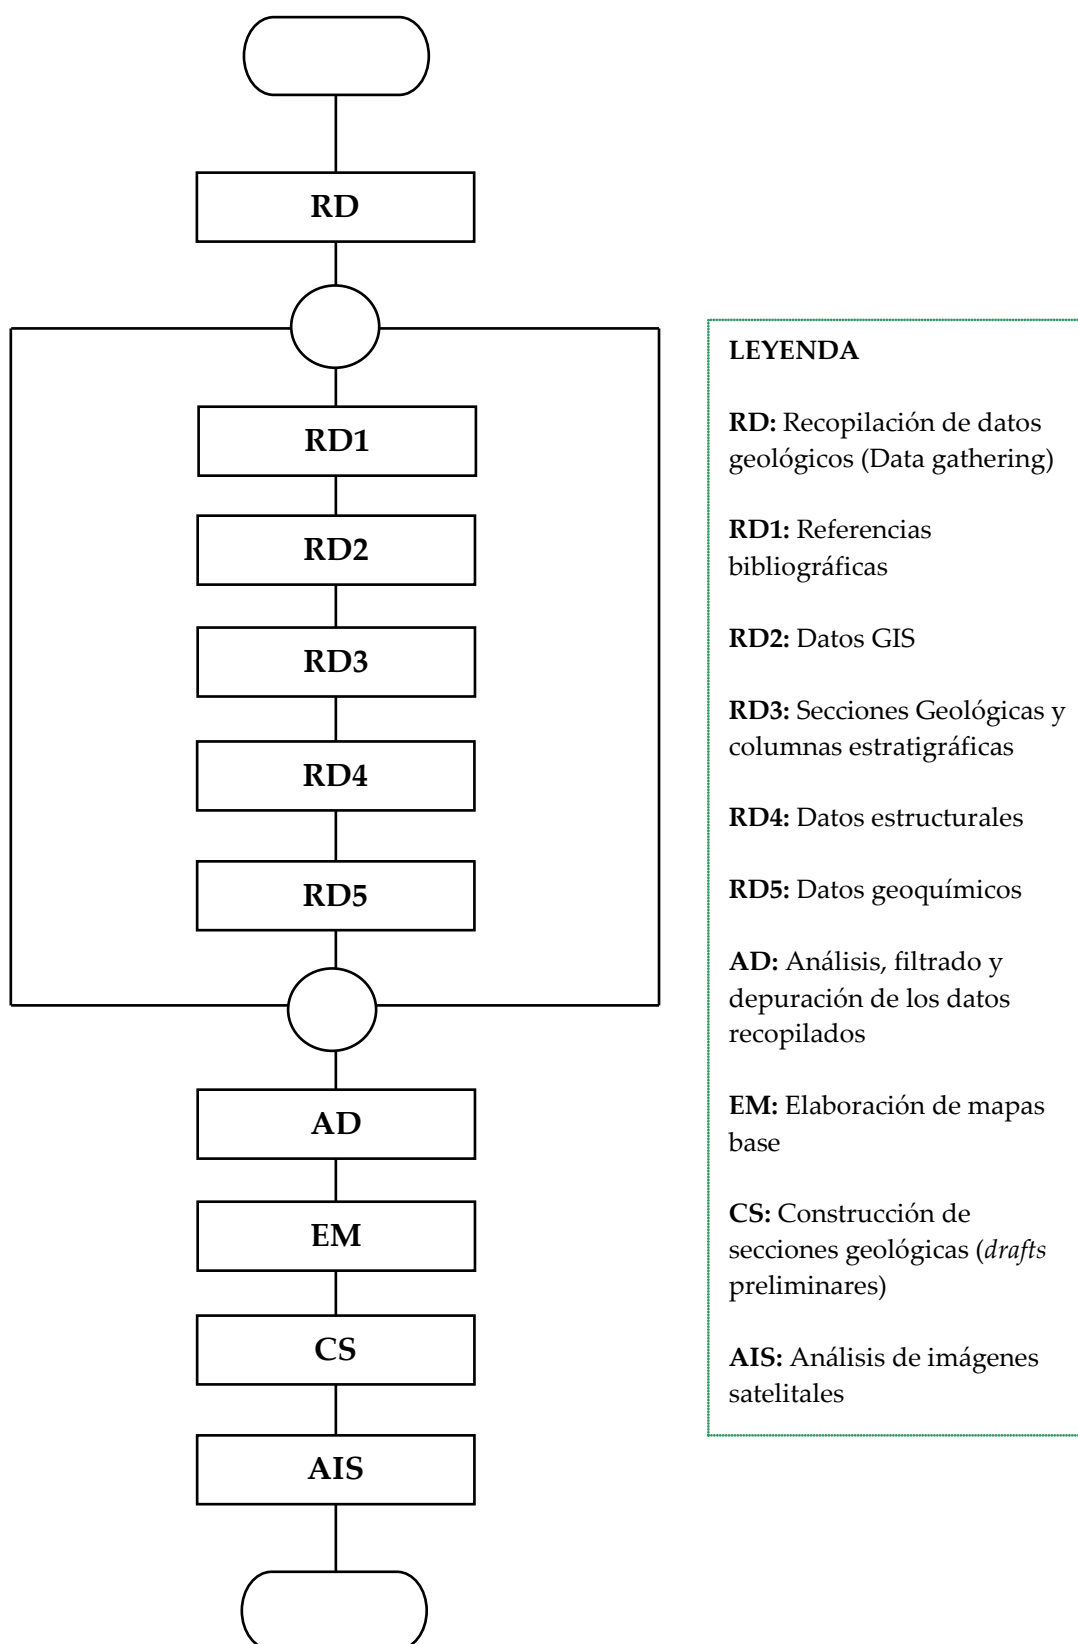 RD
RD1
RD2
RD3
RD4
RD5
AD
EM
CS
AIS
LEYENDA
RD: Recopilación de datos
geológicos (Data gathering)
RD1: Referencias
bibliográficas
RD2: Datos GIS
RD3: Secciones Geológicas y
columnas estratigráficas
RD4: Datos estructurales
RD5: Datos geoquímicos
AD: Análisis, filtrado y
depuración de los datos
recopilados
EM: Elaboración de mapas
base
CS: Construcción de
secciones geológicas (drafts
preliminares)
AIS: Análisis de imágenes
satelitales